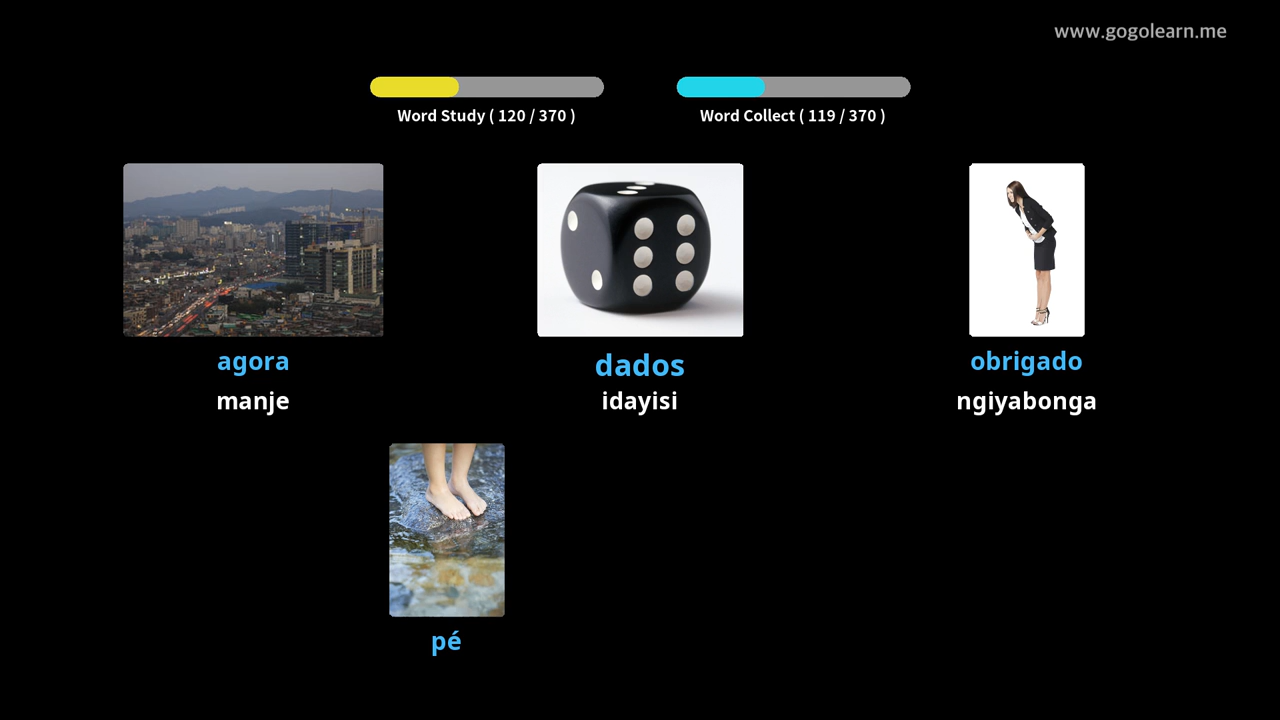 www.gogolearn.me
Word Study ( 120 / 370 )
Word Collect ( 119 / 370 )
agora
manje
dados
idayisi
obrigado
ngiyabonga
pé